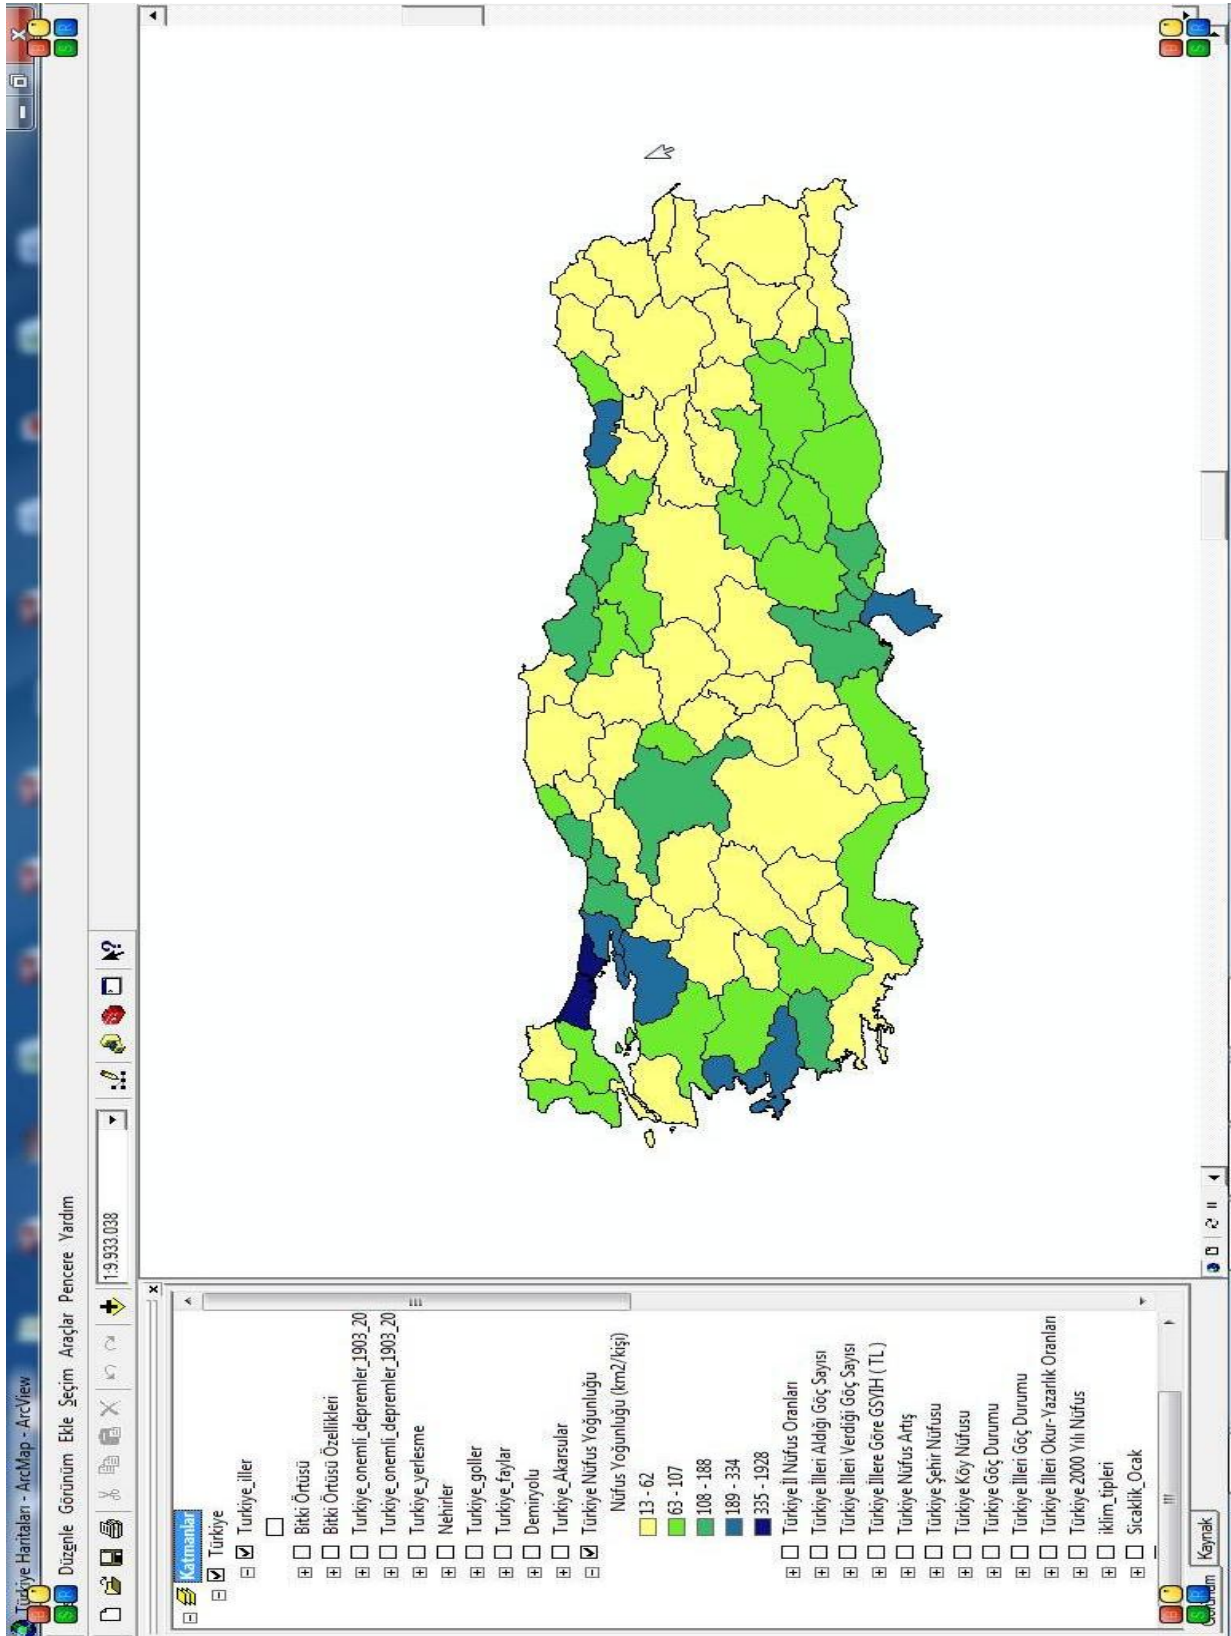 Türkiye Haritaları - ArcMap - ArcView
Düzenle Görünüm Ekle Seçim Araçlar Pencere Yardım
1:9.933.038
Katmanlar
Türkiye
Turkiye_iller
Bitki Örtüsü
Bitki Örtüsü Özellikleri
Turkiye_onemli_depremler_1903_20
Turkiye_onemli_depremler_1903_20
Turkiye_yerlesme
Nehirler
Turkiye_goller
Turkiye_faylar
Demiryolu
Turkiye_Akarsular
Türkiye Nüfus Yoğunluğu
Nüfus Yoğunluğu (km2/kişi)
13 - 62
63 - 107
108 - 188
189 - 334
335 - 1928
Türkiye İl Nüfus Oranları
Türkiye İlleri Aldığı Göç Sayısı
Türkiye İlleri Verdiği Göç Sayısı
Türkiye İllere Göre GSYİH ( TL )
Türkiye Nüfus Artış
Türkiye Şehir Nüfusu
Türkiye Köy Nüfusu
Türkiye Göç Durumu
Türkiye İlleri Göç Durumu
Türkiye İlleri Okur-Yazarlık Oranları
Türkiye 2000 Yılı Nüfus
iklim_tipleri
Sicaklik_Ocak
Görünüm Kaynak